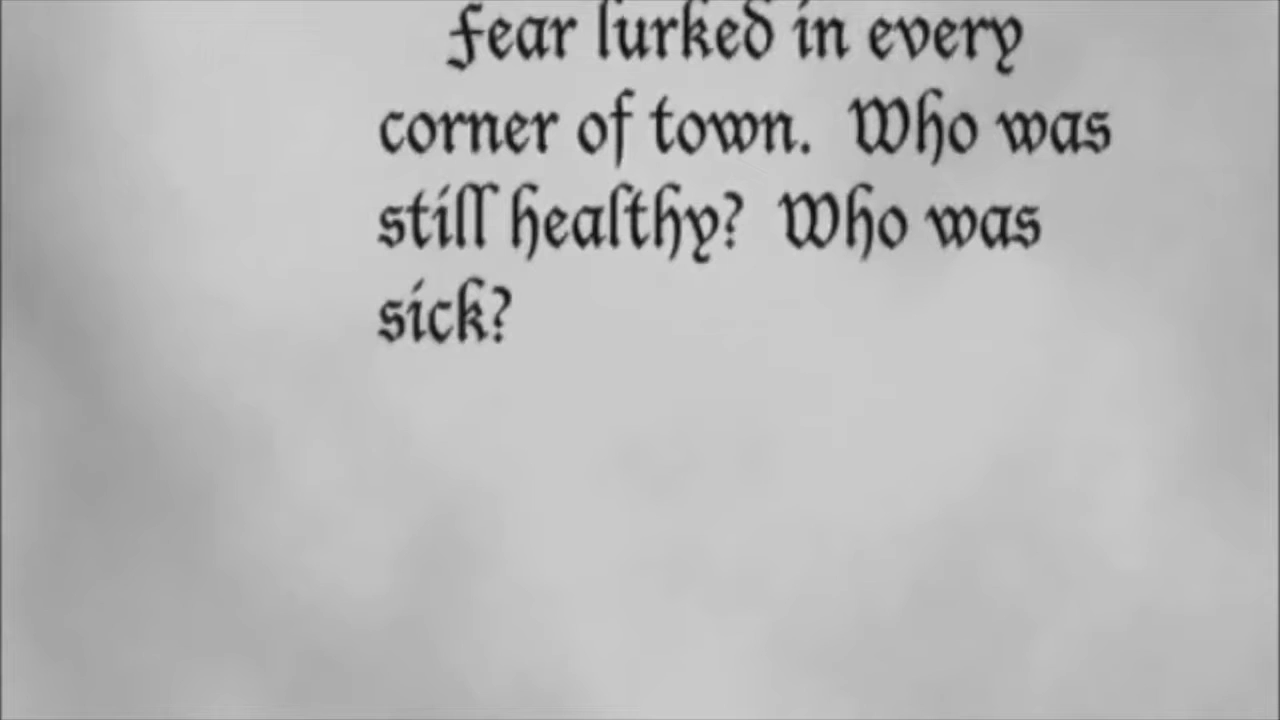 Fear lurked in every
corner of town. Who was
still healthy? Who was
sick?